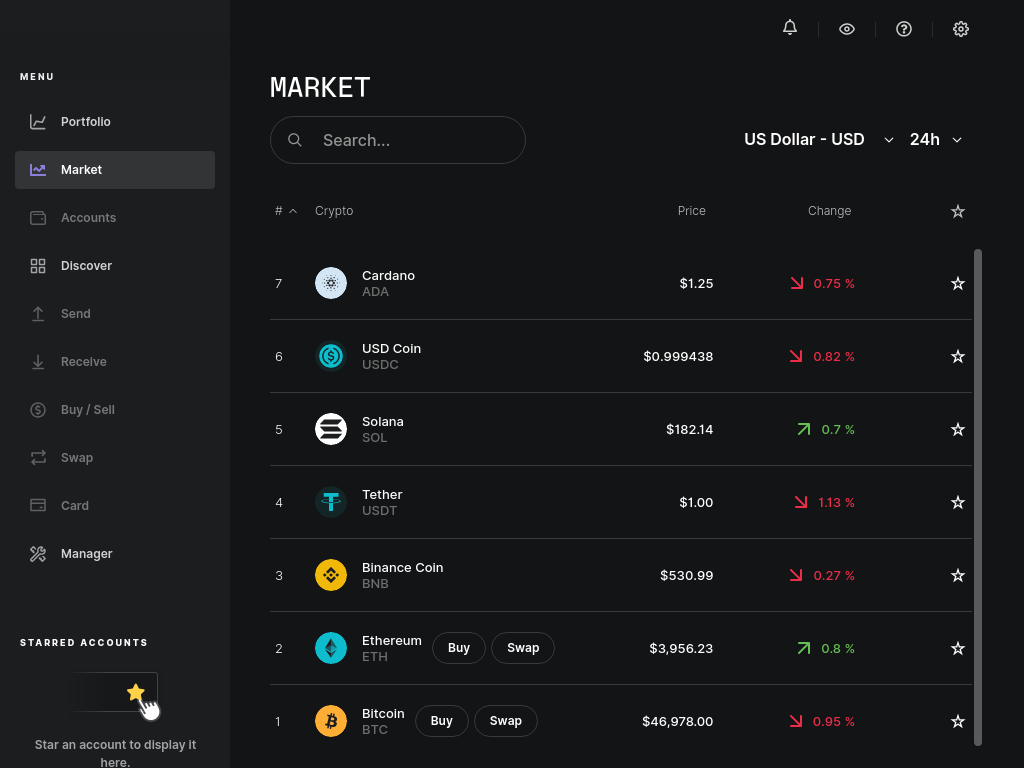 MENU
Portfolio
Market
Accounts
Discover
Send
Receive
Buy / Sell
Swap
Card
Manager
STARRED ACCOUNTS
Star an account to display it
here.
MARKET
Search...
US Dollar - USD
24h
# Crypto Price Change
7 Cardano ADA $1.25 0.75 %
6 USD Coin USDC $0.999438 0.82 %
5 Solana SOL $182.14 0.7 %
4 Tether USDT $1.00 1.13 %
3 Binance Coin BNB $530.99 0.27 %
2 Ethereum ETH Buy Swap $3,956.23 0.8 %
1 Bitcoin BTC Buy Swap $46,978.00 0.95 %